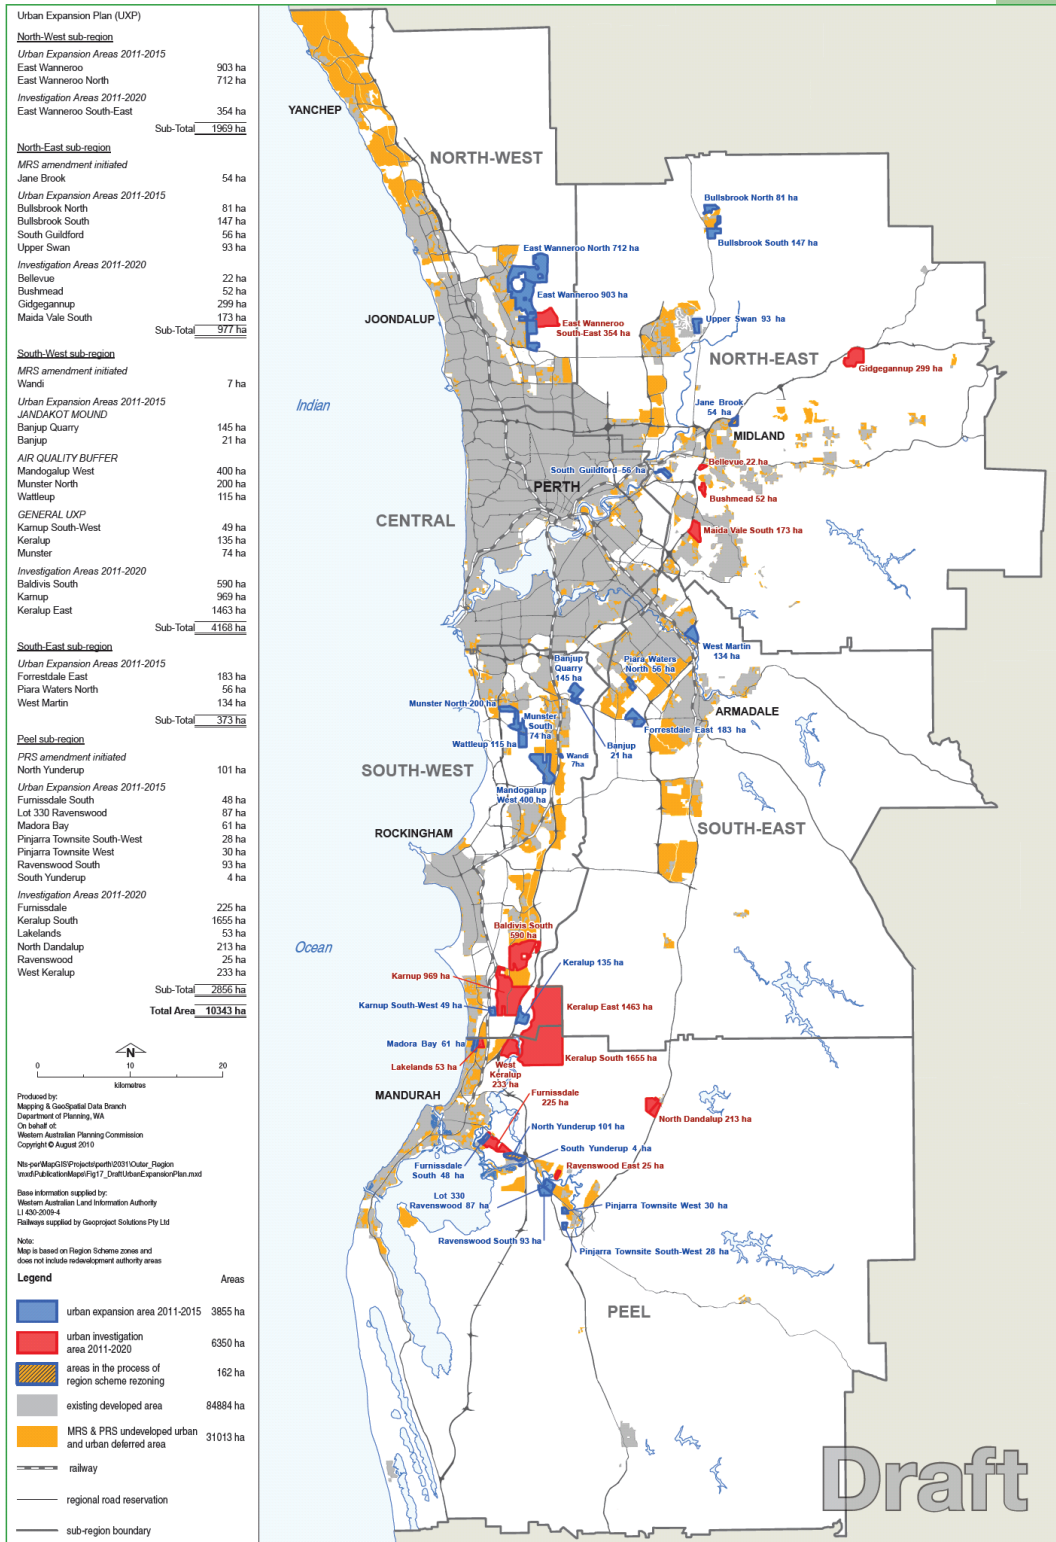 Urban Expansion Plan (UXP)
North-West sub-region
Urban Expansion Areas 2011-2015
East Wanneroo 903 ha
East Wanneroo North 712 ha
Investigation Areas 2011-2020
East Wanneroo South-East 354 ha
Sub-Total 1969 ha
North-East sub-region
MRS amendment initiated
Jane Brook 54 ha
Urban Expansion Areas 2011-2015
Bullsbrook North 81 ha
Bullsbrook South 147 ha
South Guildford 56 ha
Upper Swan 93 ha
Investigation Areas 2011-2020
Bellevue 22 ha
Bushmead 52 ha
Gidgegannup 299 ha
Maida Vale South 173 ha
Sub-Total 977 ha
South-West sub-region
MRS amendment initiated
Wandi 7 ha
Urban Expansion Areas 2011-2015
JANDAKOT MOUND
Banjup Quarry 145 ha
Banjup 21 ha
AIR QUALITY BUFFER
Mandogalup West 400 ha
Munster North 200 ha
Wattleup 115 ha
GENERAL UXP
Karnup South-West 49 ha
Keralup 135 ha
Munster 74 ha
Investigation Areas 2011-2020
Baldivis South 590 ha
Karnup 969 ha
Keralup East 1463 ha
Sub-Total 4168 ha
South-East sub-region
Urban Expansion Areas 2011-2015
Forrestdale East 183 ha
Piara Waters North 56 ha
West Martin 134 ha
Sub-Total 373 ha
Peel sub-region
PRS amendment initiated
North Yunderup 101 ha
Urban Expansion Areas 2011-2015
Furnissdale South 48 ha
Lot 330 Ravenswood 87 ha
Madora Bay 61 ha
Pinjarra Townsite South-West 28 ha
Pinjarra Townsite West 30 ha
Ravenswood South 93 ha
South Yunderup 4 ha
Investigation Areas 2011-2020
Furnissdale 225 ha
Keralup South 1655 ha
Lakelands 53 ha
North Dandalup 213 ha
Ravenswood 25 ha
West Keralup 233 ha
Sub-Total 2856 ha
Total Area 10343 ha
N
0 10 20
kilometres
Produced by:
Mapping & GeoSpatial Data Branch
Department of Planning, WA
On behalf of:
Western Australian Planning Commission
Copyright © August 2010
Nts-per\MapGIS\Projects\perth\2031\Outer_Region
\mxd\PublicationMaps\Fig17_DraftUrbanExpansionPlan.mxd
Base information supplied by:
Western Australian Land Information Authority
LI 430-2009-4
Railways supplied by Geoproject Solutions Pty Ltd
Note:
Map is based on Region Scheme zones and
does not include redevelopment authority areas
Legend Areas
urban expansion area 2011-2015 3855 ha
urban investigation
area 2011-2020 6350 ha
areas in the process of
region scheme rezoning 162 ha
existing developed area 84884 ha
MRS & PRS undeveloped urban
and urban deferred area 31013 ha
railway
regional road reservation
sub-region boundary
YANCHEP
NORTH-WEST
Bullsbrook North 81 ha
Bullsbrook South 147 ha
East Wanneroo North 712 ha
East Wanneroo 903 ha
JOONDALUP
East Wanneroo
South-East 354 ha
Upper Swan 93 ha
NORTH-EAST
Gidgegannup 299 ha
Indian
Jane Brook
54 ha
MIDLAND
Bellevue 22 ha
South Guildford 56 ha
PERTH
Bushmead 52 ha
CENTRAL
Maida Vale South 173 ha
West Martin
134 ha
Banjup
Quarry
145 ha
Piara Waters
North 56 ha
Munster North 200 ha
Munster
South
74 ha
ARMADALE
Forrestdale East 183 ha
Wattleup 115 ha
Banjup
21 ha
Wandi
7ha
SOUTH-WEST
Mandogalup
West 400 ha
SOUTH-EAST
ROCKINGHAM
Baldivis South
590 ha
Ocean
Keralup 135 ha
Karnup 969 ha
Karnup South-West 49 ha
Keralup East 1463 ha
Madora Bay 61 ha
Keralup South 1655 ha
Lakelands 53 ha
West
Keralup
233 ha
MANDURAH
Furnissdale
225 ha
North Dandalup 213 ha
North Yunderup 101 ha
South Yunderup 4 ha
Furnissdale
South 48 ha
Ravenswood East 25 ha
Lot 330
Ravenswood 87 ha
Pinjarra Townsite West 30 ha
Ravenswood South 93 ha
Pinjarra Townsite South-West 28 ha
PEEL
Draft